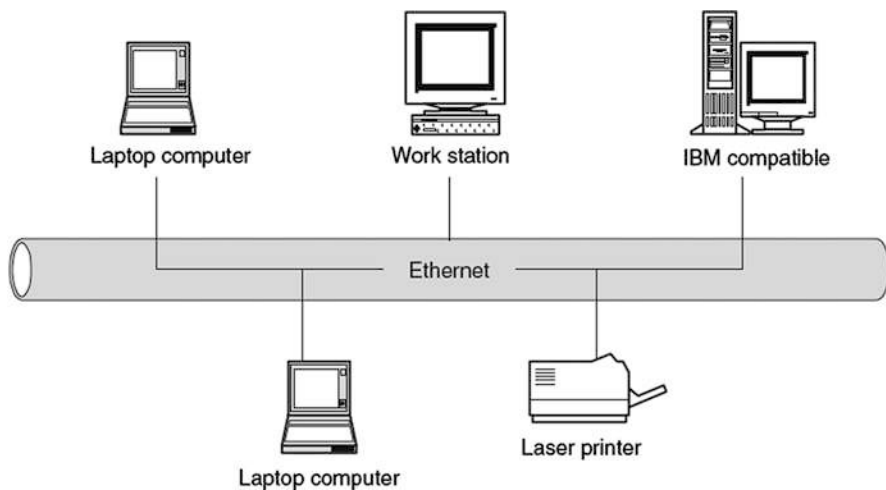 Laptop computer
Work station
IBM compatible
Ethernet
Laser printer
Laptop computer